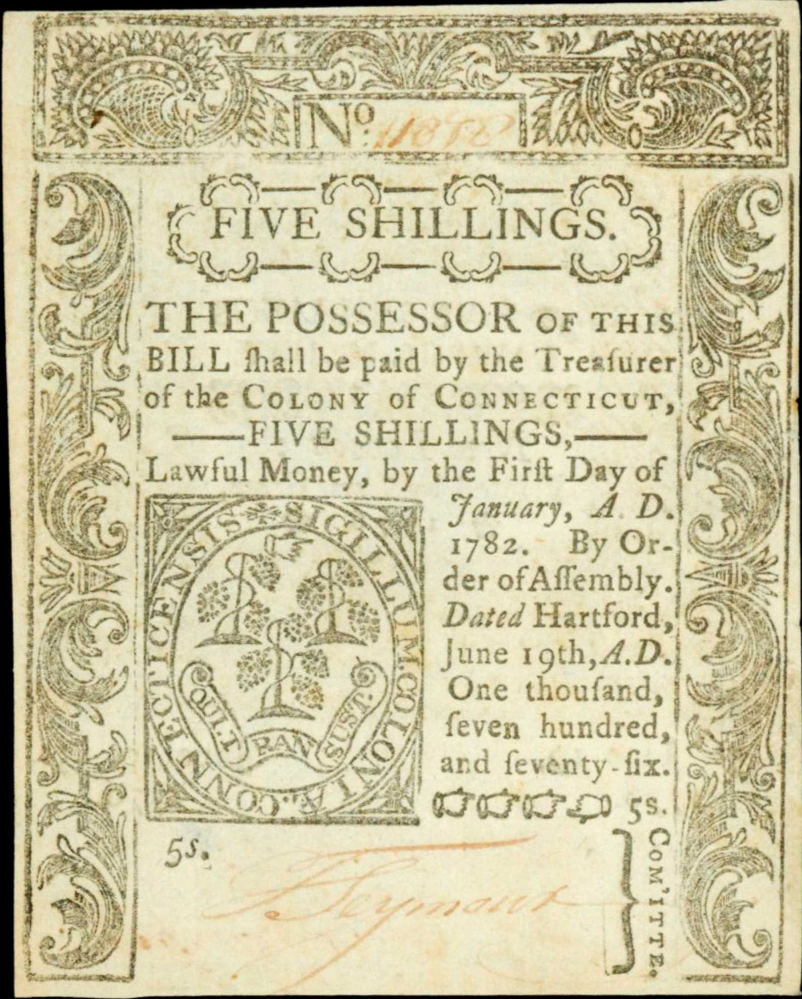 Nº.
FIVE SHILLINGS.
THE POSSESSOR OF THIS
BILL ſhall be paid by the Treaſurer
of the COLONY of CONNECTICUT,
—FIVE SHILLINGS,—
Lawful Money, by the Firſt Day of
January, A D.
1782. By Or-
der of Aſſembly.
Dated Hartford,
June 19th, A.D.
One thouſand,
ſeven hundred,
and ſeventy-ſix.
5s.
SIGILLUM.COLONIÆ.CONNECTICENSIS
QUI.T RAN SUST.
5s.
Seymour
COM'ITTE.